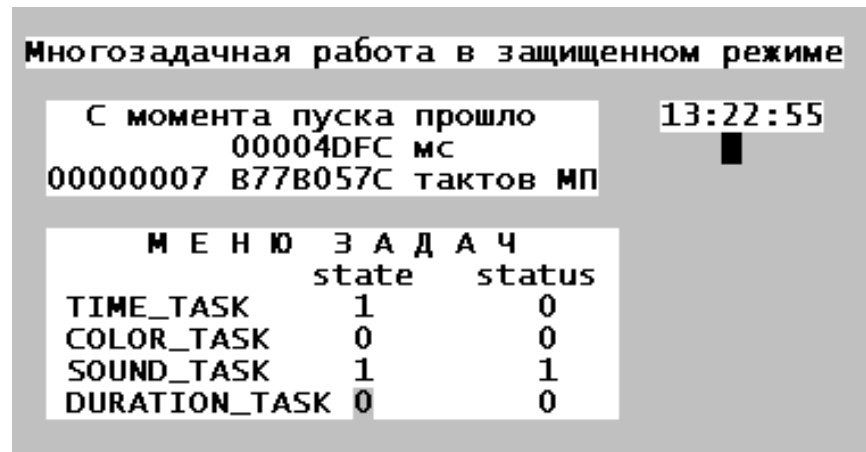 Многозадачная работа в защищенном режиме
С момента пуска прошло
13:22:55
00004DFC мс
00000007 B77B057C тактов МП
М Е Н Ю З А Д А Ч
state status
TIME_TASK 1 0
COLOR_TASK 0 0
SOUND_TASK 1 1
DURATION_TASK 0 0